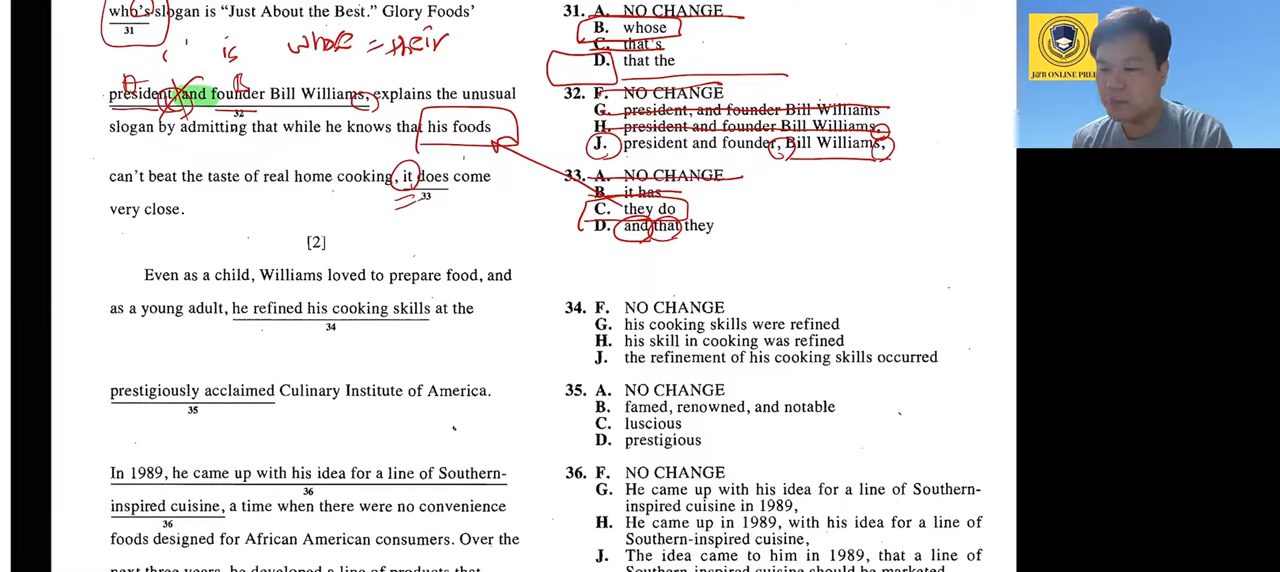 who's slogan is “Just About the Best.” Glory Foods'
31
is whose = their
A B
president and founder Bill Williams, explains the unusual
32
slogan by admitting that while he knows that his foods
can't beat the taste of real home cooking, it does come
33
very close.
[2]
Even as a child, Williams loved to prepare food, and
as a young adult, he refined his cooking skills at the
34
prestigiously acclaimed Culinary Institute of America.
35
In 1989, he came up with his idea for a line of Southern-
36
inspired cuisine, a time when there were no convenience
36
foods designed for African American consumers. Over the
next three years, he developed a line of products that
31. A. NO CHANGE
B. whose
C. that's
D. that the
32. F. NO CHANGE
G. president, and founder Bill Williams
H. president and founder Bill Williams,
J. president and founder, Bill Williams,
33. A. NO CHANGE
B. it has
C. they do
D. and that they
34. F. NO CHANGE
G. his cooking skills were refined
H. his skill in cooking was refined
J. the refinement of his cooking skills occurred
35. A. NO CHANGE
B. famed, renowned, and notable
C. luscious
D. prestigious
36. F. NO CHANGE
G. He came up with his idea for a line of Southern-
inspired cuisine in 1989,
H. He came up in 1989, with his idea for a line of
Southern-inspired cuisine,
J. The idea came to him in 1989, that a line of
Southern-inspired cuisine should be marketed
J&B ONLINE PREP